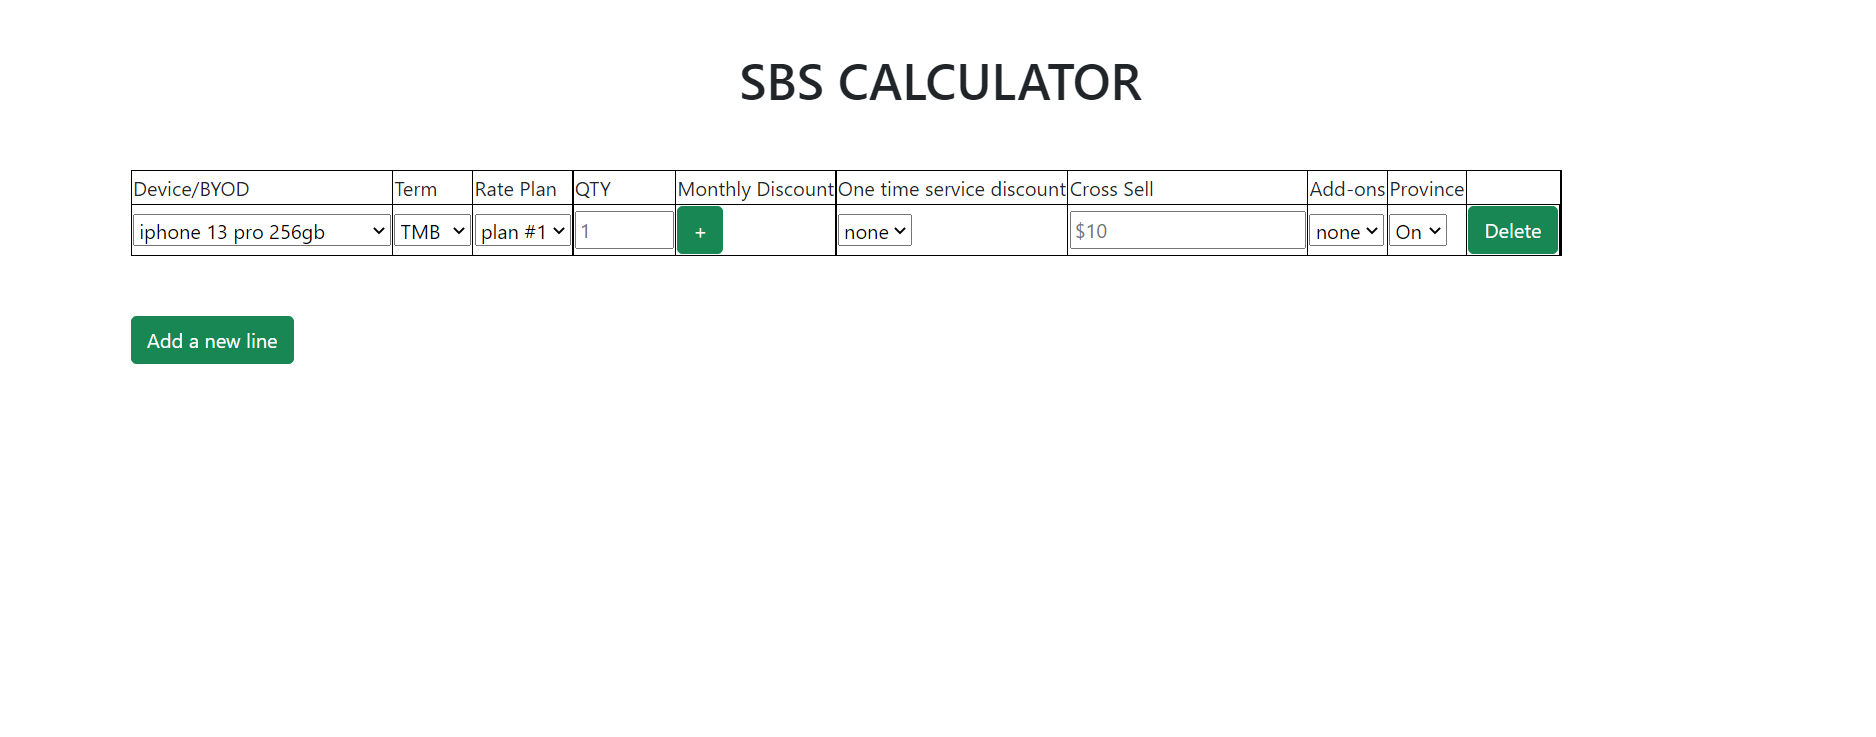 SBS CALCULATOR
Device/BYOD Term Rate Plan QTY Monthly Discount One time service discount Cross Sell Add-ons Province
iphone 13 pro 256gb TMB plan #1 1 + none $10 none On Delete
Add a new line